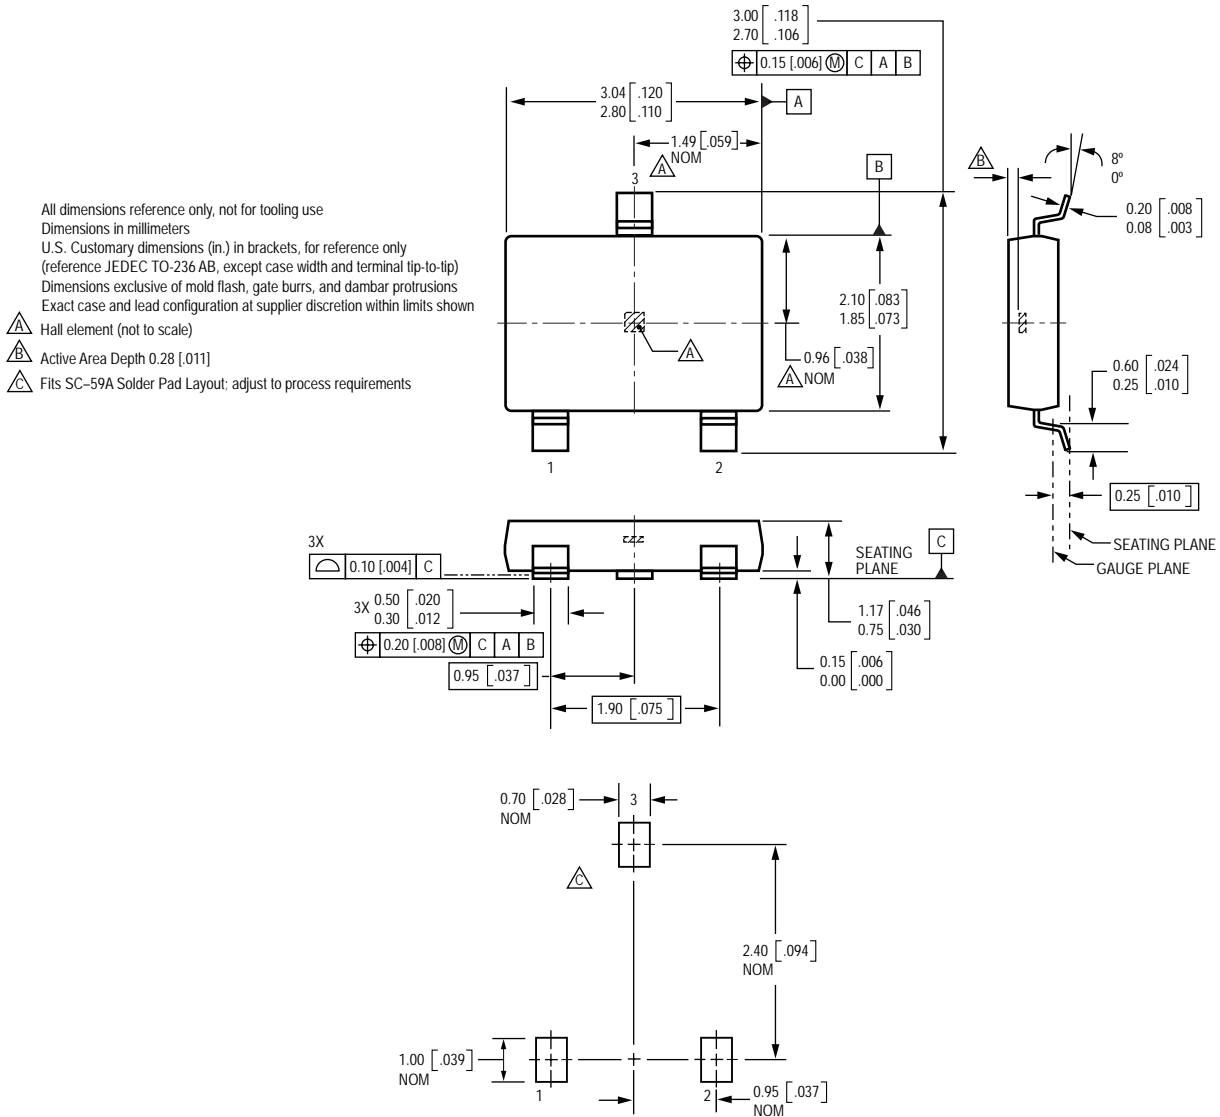 3.00 [.118
2.70 [.106]
⌖ 0.15 [.006] Ⓜ C A B
3.04 [.120
2.80 [.110]
A
1.49 [.059]
NOM
A
3
B
B
8º
0º
0.20 [.008
0.08 [.003]
All dimensions reference only, not for tooling use
Dimensions in millimeters
U.S. Customary dimensions (in.) in brackets, for reference only
(reference JEDEC TO-236 AB, except case width and terminal tip-to-tip)
Dimensions exclusive of mold flash, gate burrs, and dambar protrusions
Exact case and lead configuration at supplier discretion within limits shown
A Hall element (not to scale)
B Active Area Depth 0.28 [.011]
C Fits SC–59A Solder Pad Layout; adjust to process requirements
2.10 [.083
1.85 [.073]
A
0.96 [.038]
A NOM
0.60 [.024
0.25 [.010]
1
2
0.25 [.010]
SEATING PLANE
GAUGE PLANE
3X
⌓ 0.10 [.004] C
SEATING
PLANE
C
3X 0.50 [.020
0.30 [.012]
⌖ 0.20 [.008] Ⓜ C A B
1.17 [.046
0.75 [.030]
0.15 [.006
0.00 [.000]
0.95 [.037]
1.90 [.075]
0.70 [.028]
NOM
3
C
2.40 [.094]
NOM
1.00 [.039]
NOM
1
2
0.95 [.037]
NOM